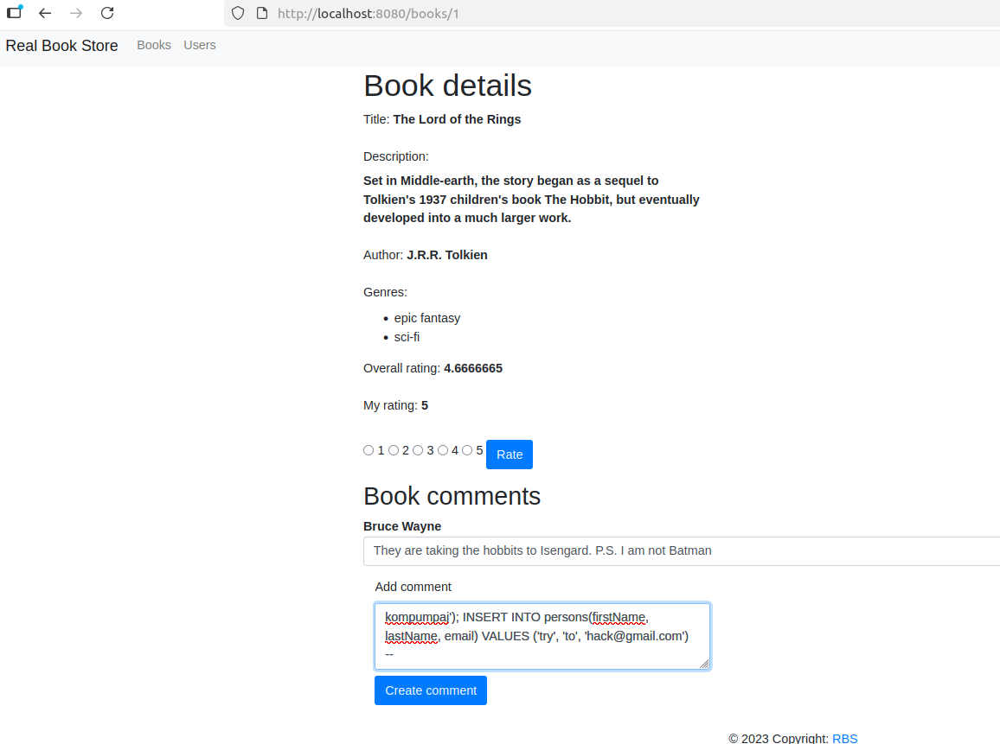 http://localhost:8080/books/1
Real Book Store Books Users
Book details
Title: The Lord of the Rings
Description:
Set in Middle-earth, the story began as a sequel to
Tolkien's 1937 children's book The Hobbit, but eventually
developed into a much larger work.
Author: J.R.R. Tolkien
Genres:
epic fantasy
sci-fi
Overall rating: 4.6666665
My rating: 5
1 2 3 4 5 Rate
Book comments
Bruce Wayne
They are taking the hobbits to Isengard. P.S. I am not Batman
Add comment
kompumpaj'); INSERT INTO persons(firstName,
lastName, email) VALUES ('try', 'to', 'hack@gmail.com')
--
Create comment
© 2023 Copyright: RBS